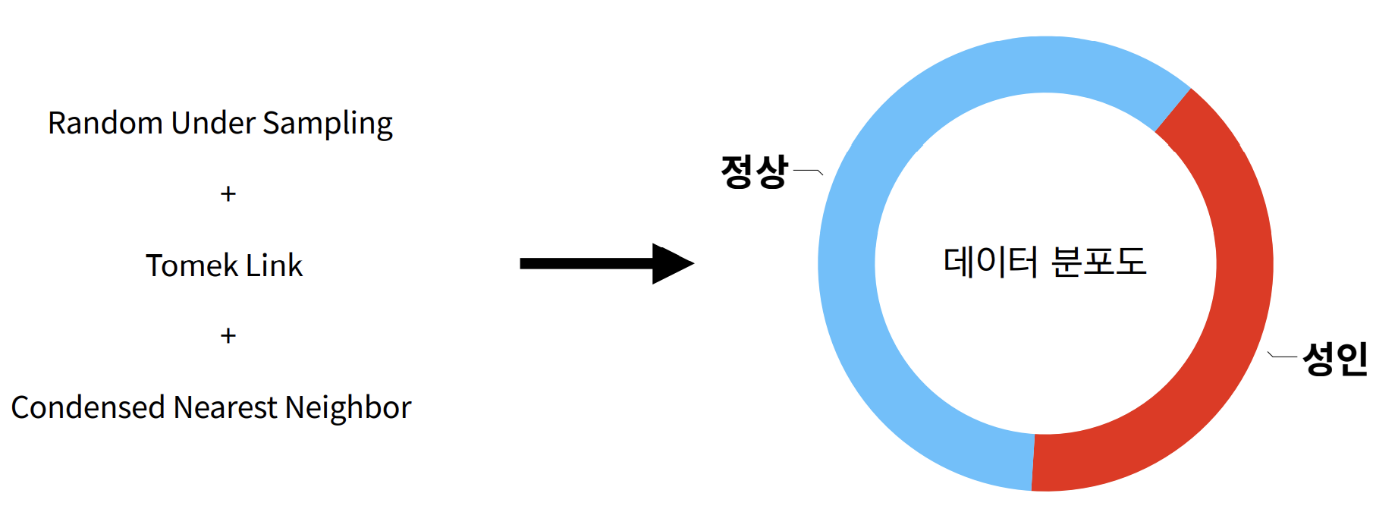 Random Under Sampling
+
Tomek Link
+
Condensed Nearest Neighbor
정상
데이터 분포도
성인